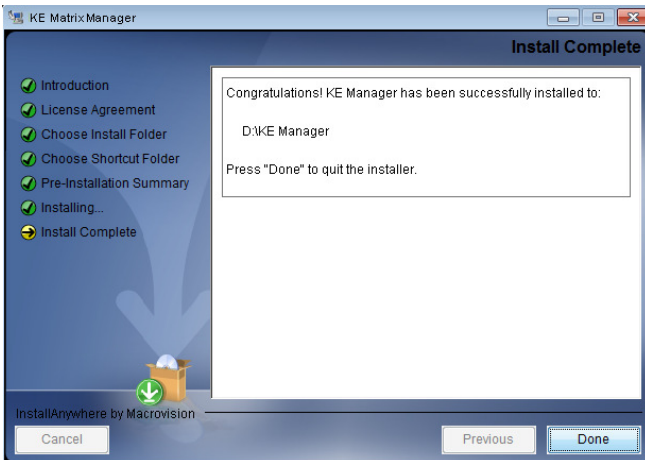 KE MatrixManager
Install Complete
Introduction
License Agreement
Choose Install Folder
Choose Shortcut Folder
Pre-Installation Summary
Installing...
Install Complete
Congratulations! KE Manager has been successfully installed to:
D:\KE Manager
Press "Done" to quit the installer.
InstallAnywhere by Macrovision
Cancel
Previous
Done